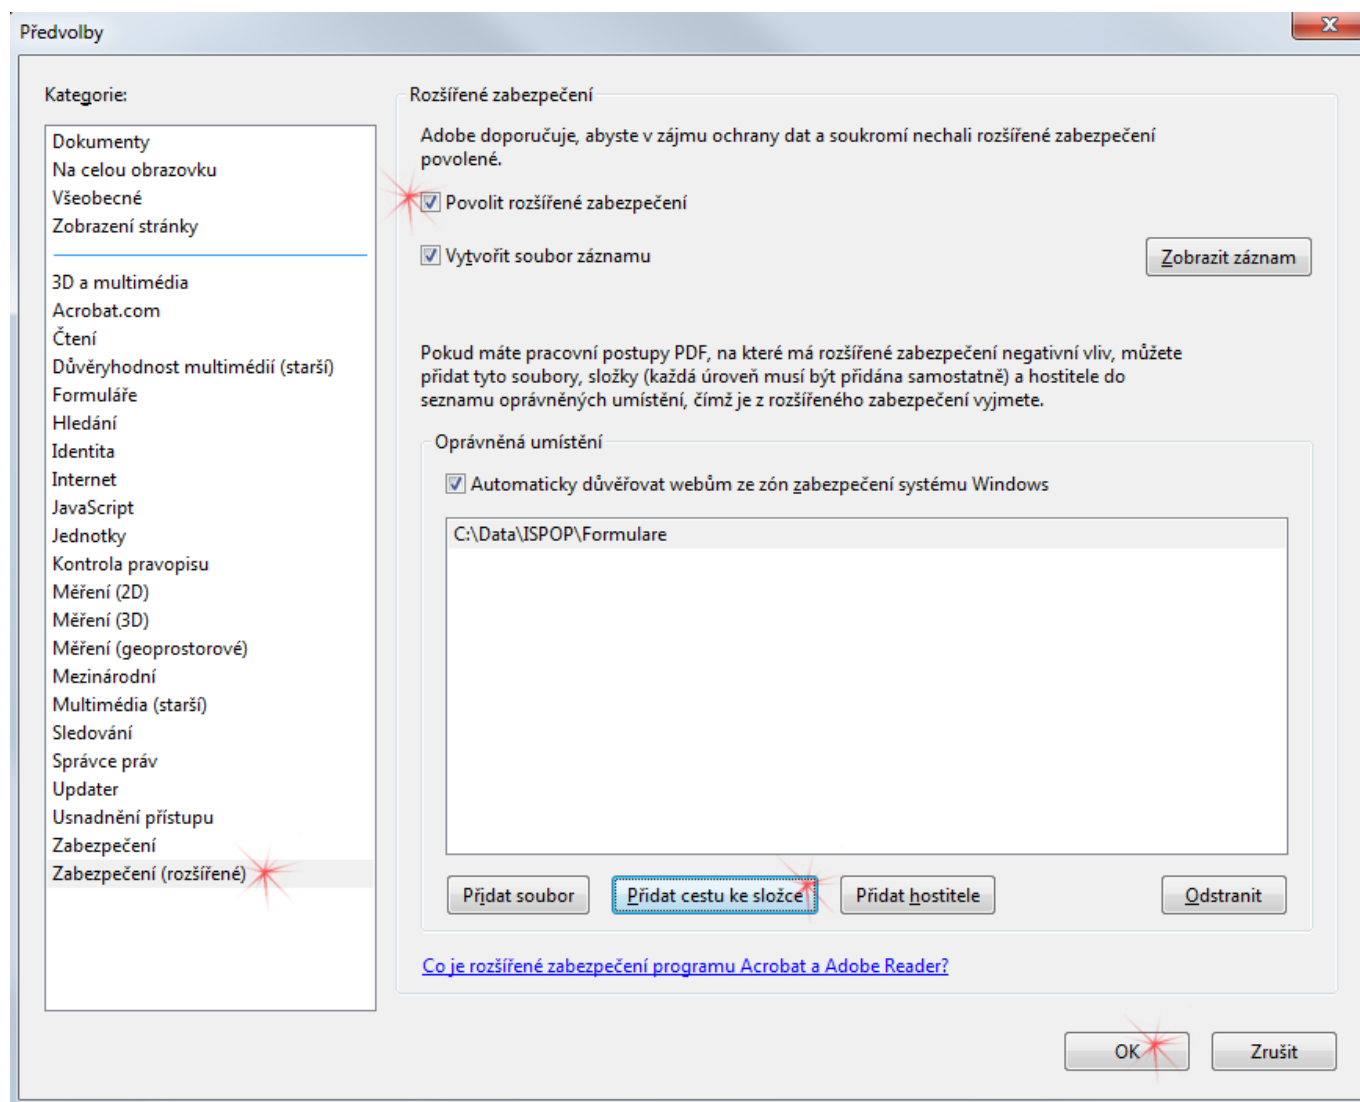 Předvolby
Kategorie:
Dokumenty
Na celou obrazovku
Všeobecné
Zobrazení stránky
3D a multimédia
Acrobat.com
Čtení
Důvěryhodnost multimédií (starší)
Formuláře
Hledání
Identita
Internet
JavaScript
Jednotky
Kontrola pravopisu
Měření (2D)
Měření (3D)
Měření (geoprostorové)
Mezinárodní
Multimédia (starší)
Sledování
Správce práv
Updater
Usnadnění přístupu
Zabezpečení
Zabezpečení (rozšířené)
Rozšířené zabezpečení
Adobe doporučuje, abyste v zájmu ochrany dat a soukromí nechali rozšířené zabezpečení
povolené.
Povolit rozšířené zabezpečení
Vytvořit soubor záznamu
Zobrazit záznam
Pokud máte pracovní postupy PDF, na které má rozšířené zabezpečení negativní vliv, můžete
přidat tyto soubory, složky (každá úroveň musí být přidána samostatně) a hostitele do
seznamu oprávněných umístění, čímž je z rozšířeného zabezpečení vyjmete.
Oprávněná umístění
Automaticky důvěřovat webům ze zón zabezpečení systému Windows
C:\Data\ISPOP\Formulare
Přidat soubor
Přidat cestu ke složce
Přidat hostitele
Odstranit
Co je rozšířené zabezpečení programu Acrobat a Adobe Reader?
OK
Zrušit